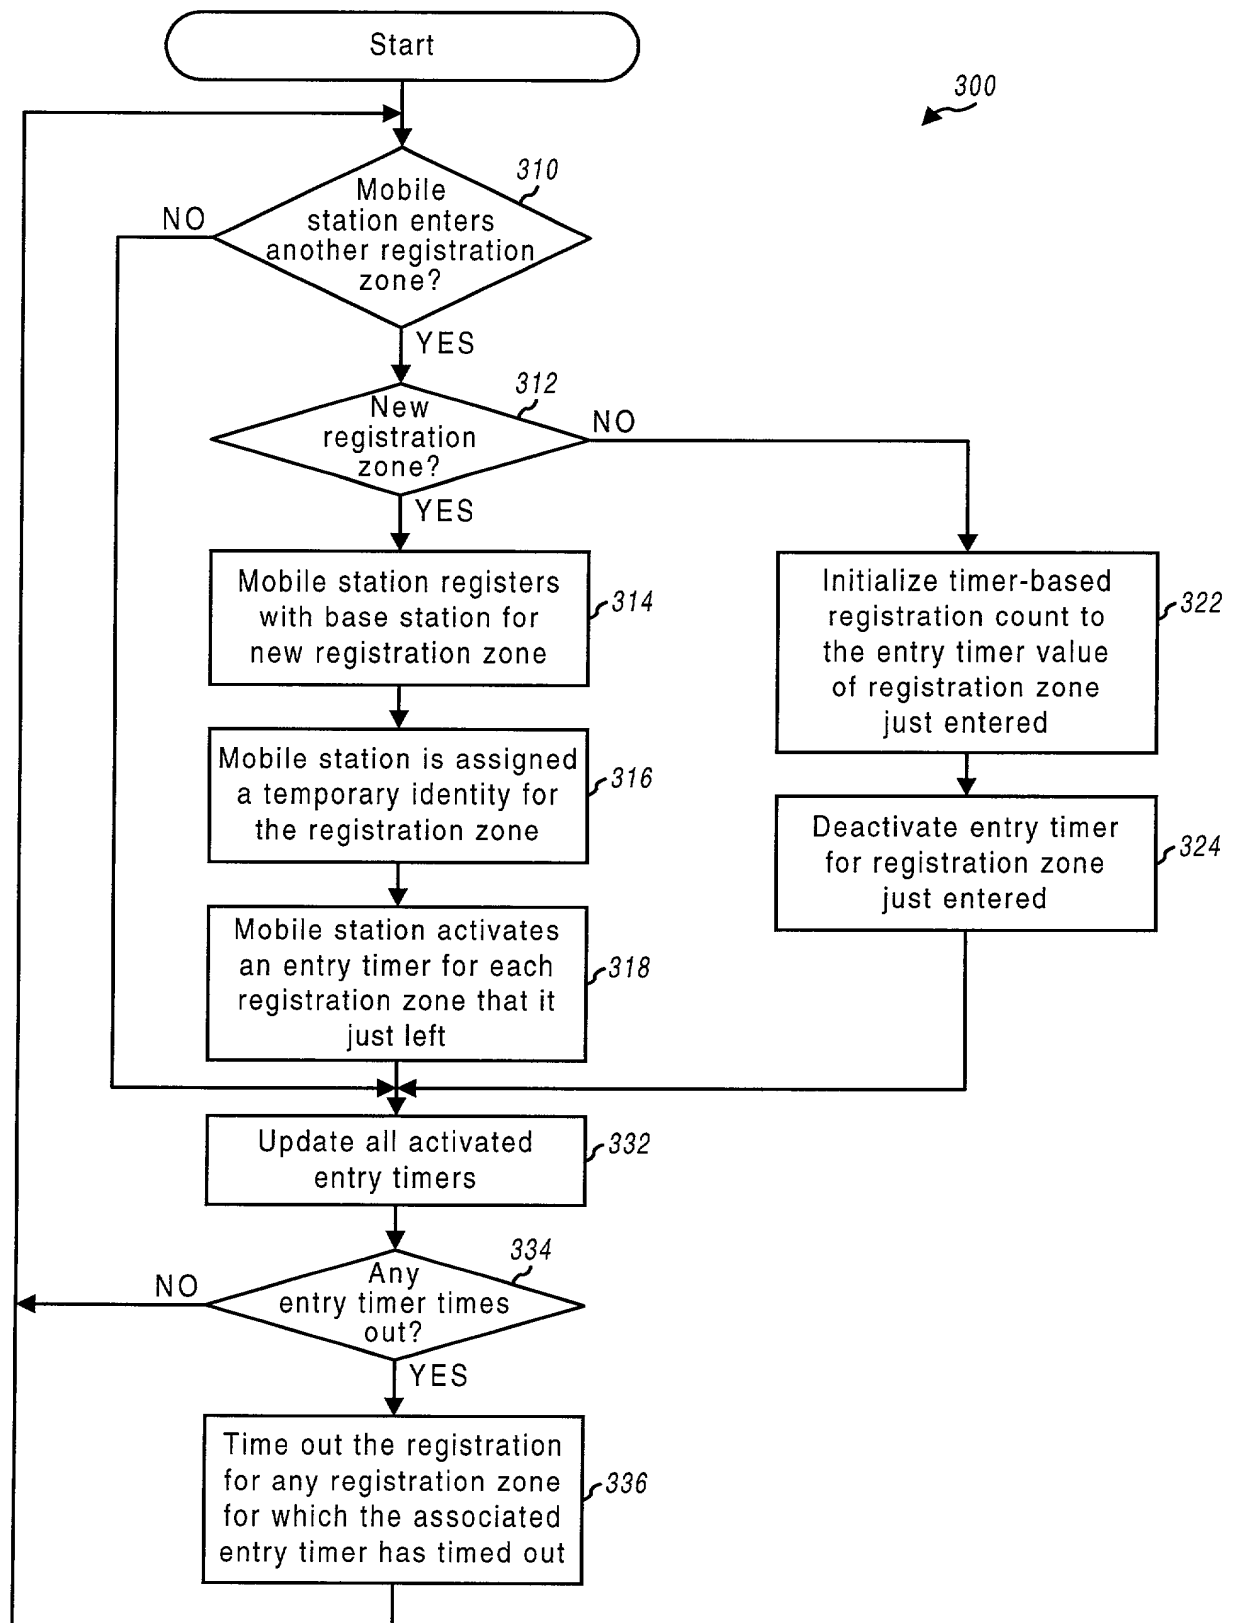 Start
300
310
Mobile
station enters
another registration
zone?
NO
YES
312
New
registration
zone?
NO
YES
Mobile station registers
with base station for
new registration zone
314
Initialize timer-based
registration count to
the entry timer value
of registration zone
just entered
322
Mobile station is assigned
a temporary identity for
the registration zone
316
Deactivate entry timer
for registration zone
just entered
324
Mobile station activates
an entry timer for each
registration zone that it
just left
318
Update all activated
entry timers
332
334
Any
entry timer times
out?
NO
YES
Time out the registration
for any registration zone
for which the associated
entry timer has timed out
336